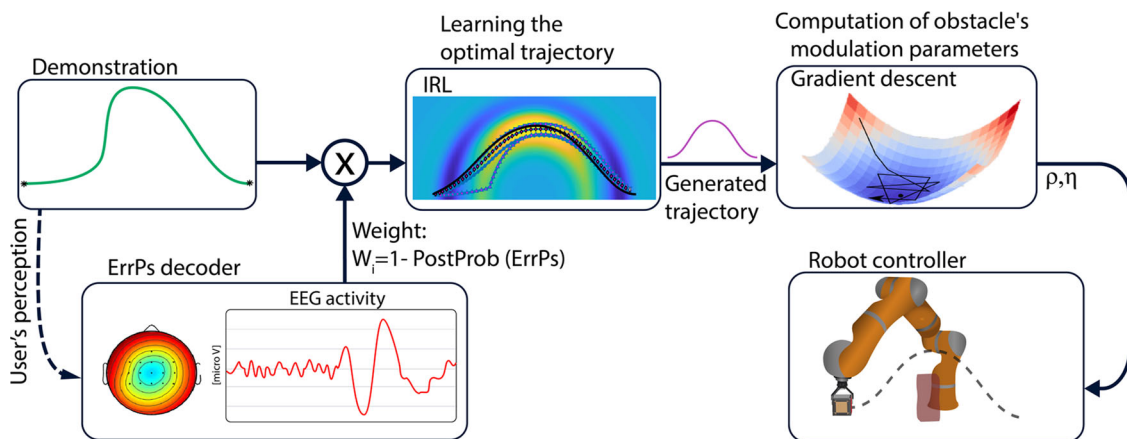 Demonstration
Learning the
optimal trajectory
IRL
Computation of obstacle's
modulation parameters
Gradient descent
X
Generated
trajectory
ρ,η
User's perception
Weight:
Wᵢ=1- PostProb (ErrPs)
ErrPs decoder
EEG activity
[micro V]
Robot controller